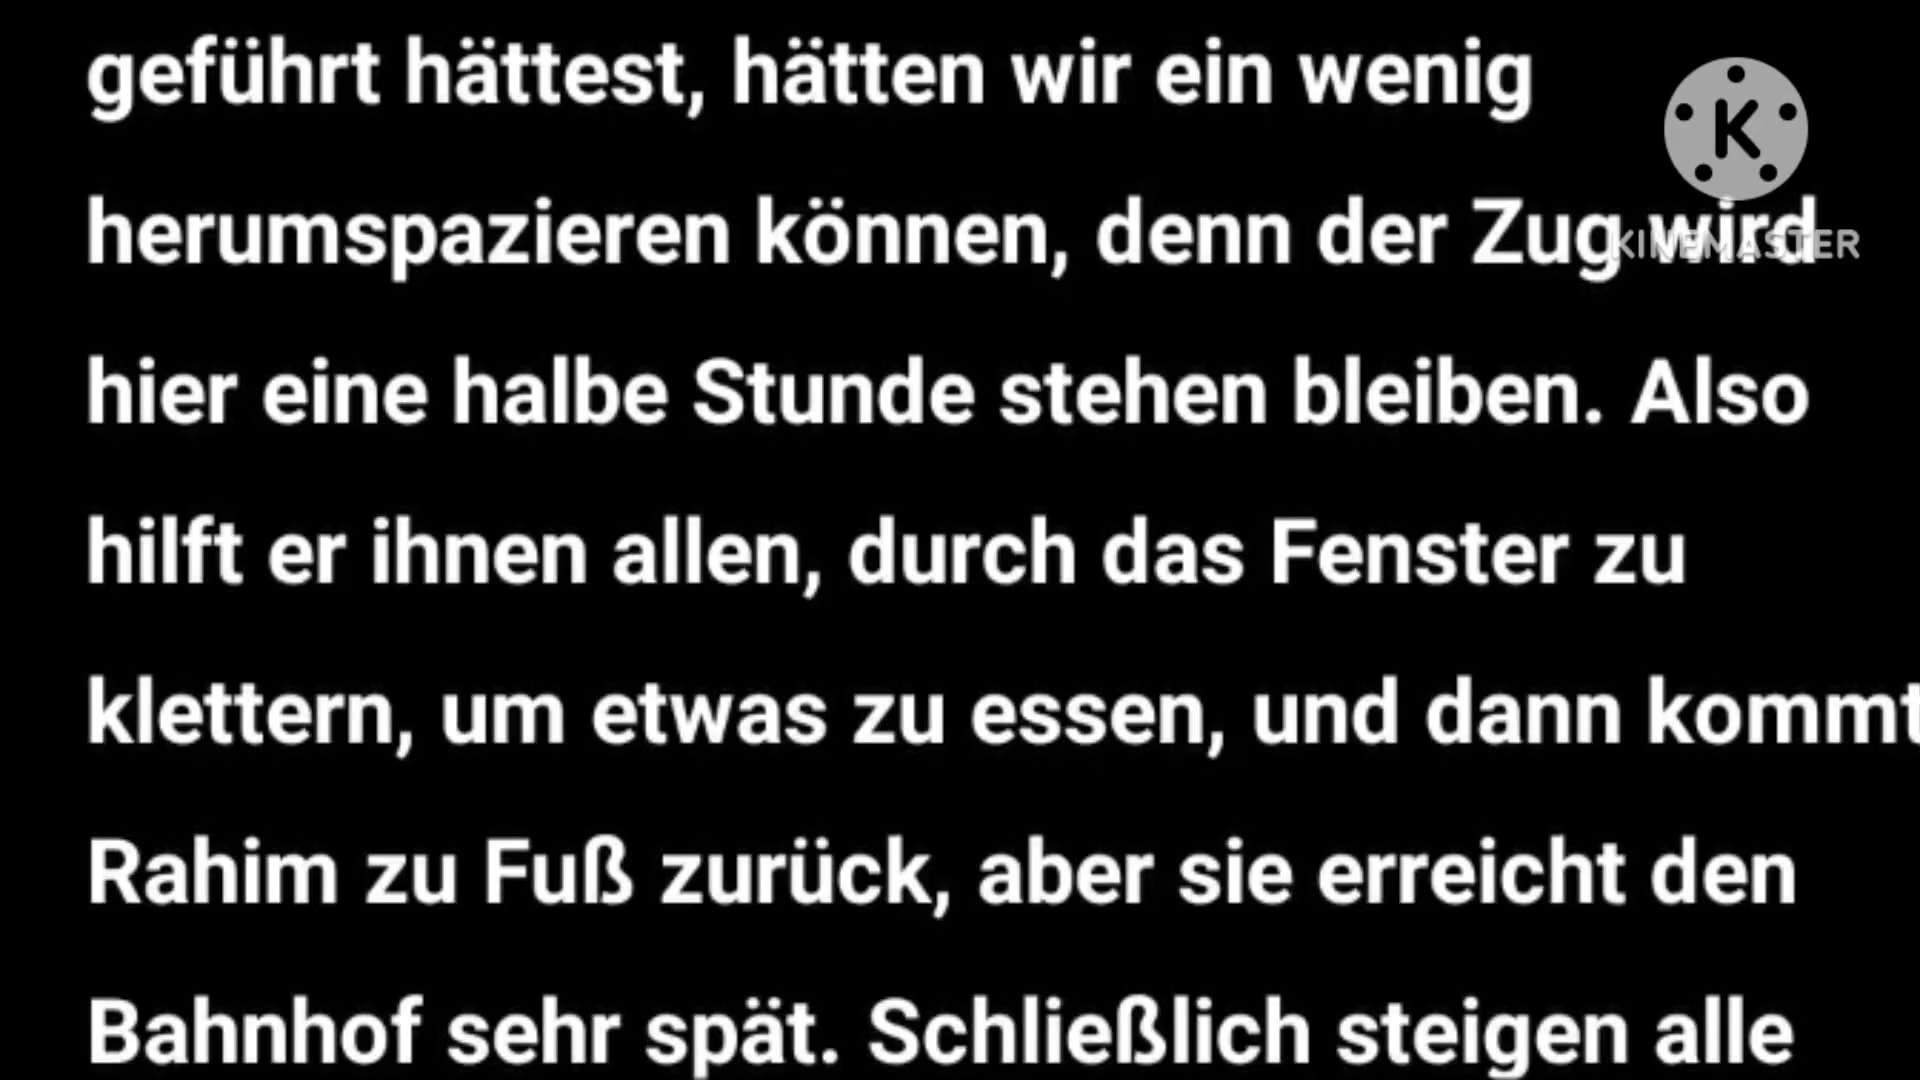 geführt hättest, hätten wir ein wenig
K
herumspazieren können, denn der Zug wird
KINEMASTER
hier eine halbe Stunde stehen bleiben. Also
hilft er ihnen allen, durch das Fenster zu
klettern, um etwas zu essen, und dann kommt
Rahim zu Fuß zurück, aber sie erreicht den
Bahnhof sehr spät. Schließlich steigen alle